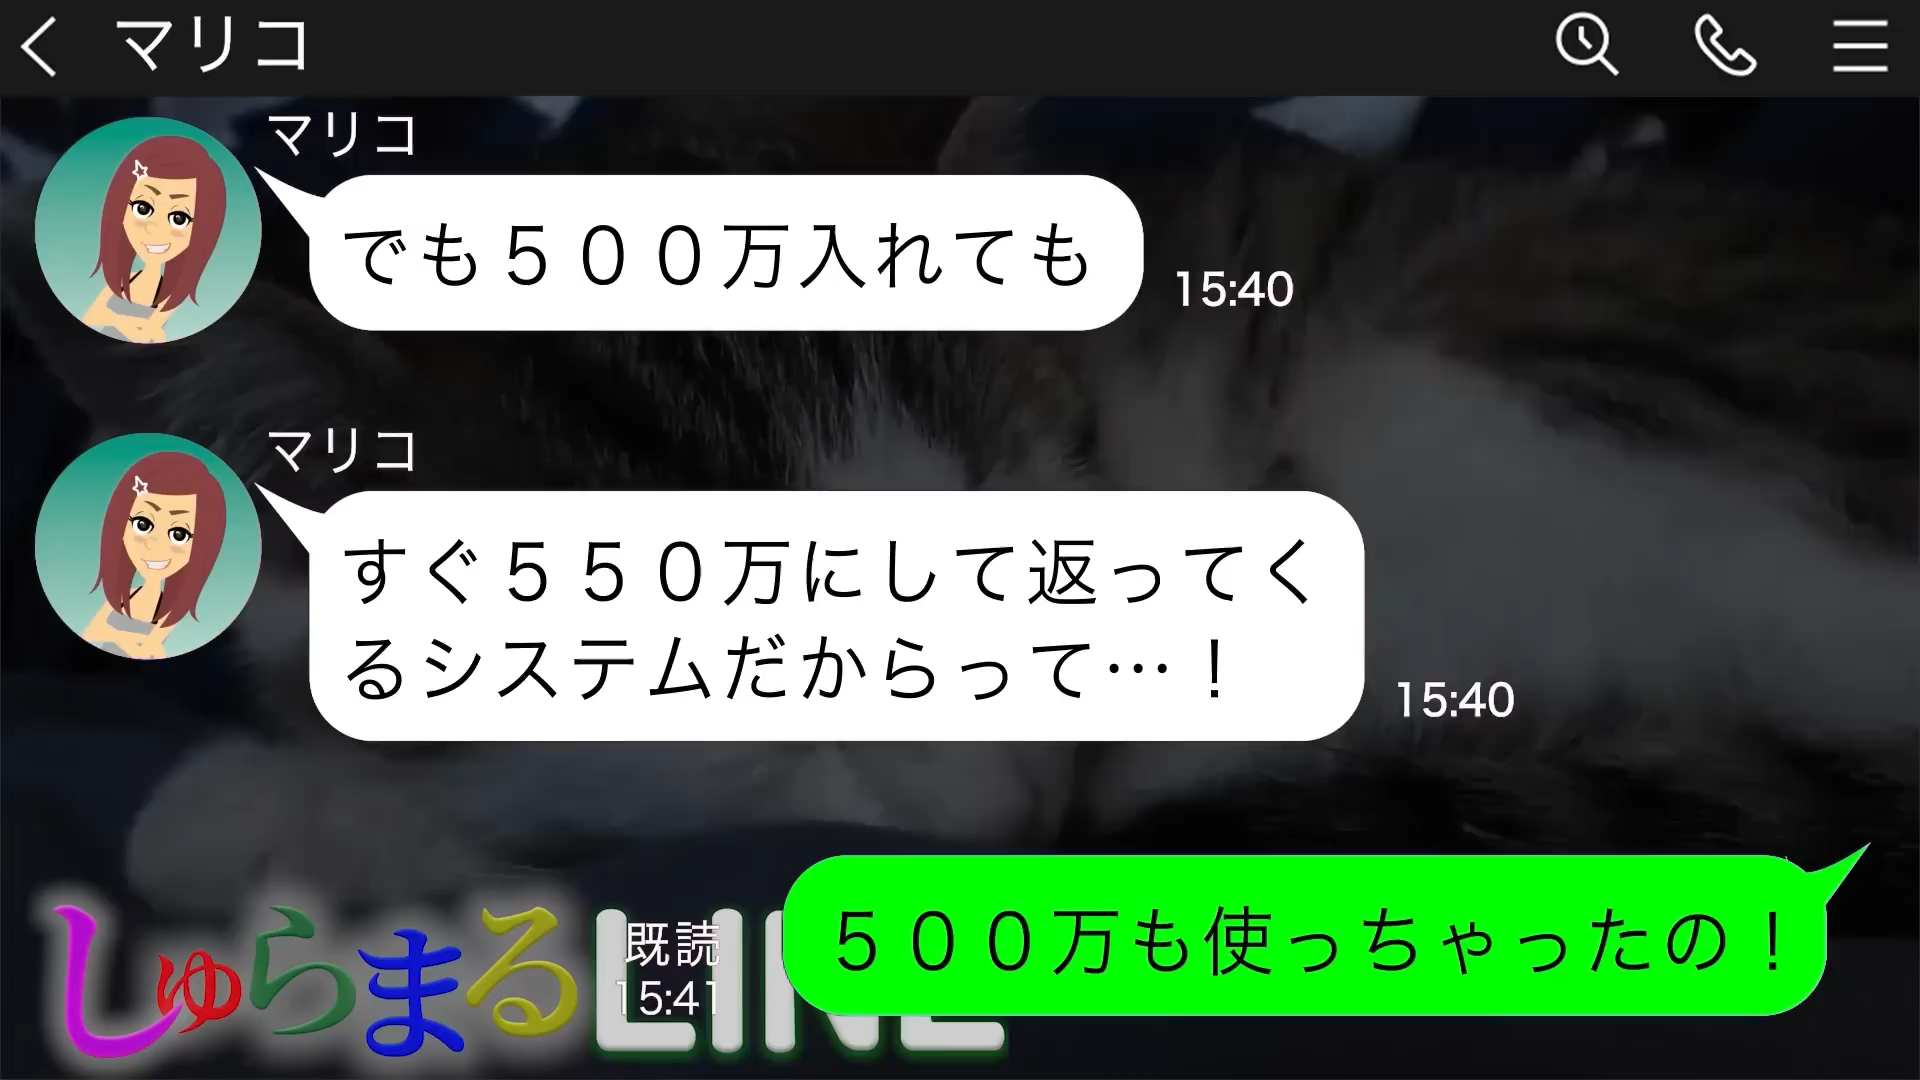 マリコ
マリコ
でも５００万入れても
15:40
マリコ
すぐ５５０万にして返ってく
るシステムだからって…！
15:40
５００万も使っちゃったの！
既読
15:41
しゅらまるLINE